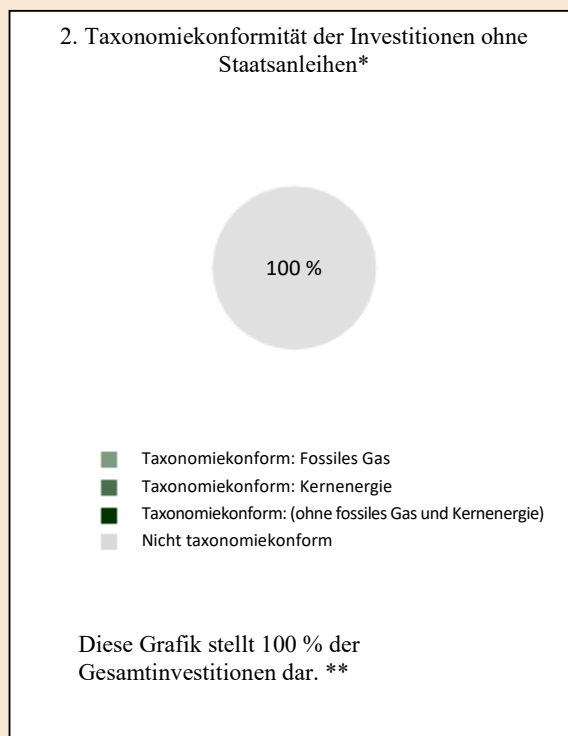 2. Taxonomiekonformität der Investitionen ohne
Staatsanleihen*
100 %
Taxonomiekonform: Fossiles Gas
Taxonomiekonform: Kernenergie
Taxonomiekonform: (ohne fossiles Gas und Kernenergie)
Nicht taxonomiekonform
Diese Grafik stellt 100 % der
Gesamtinvestitionen dar. **